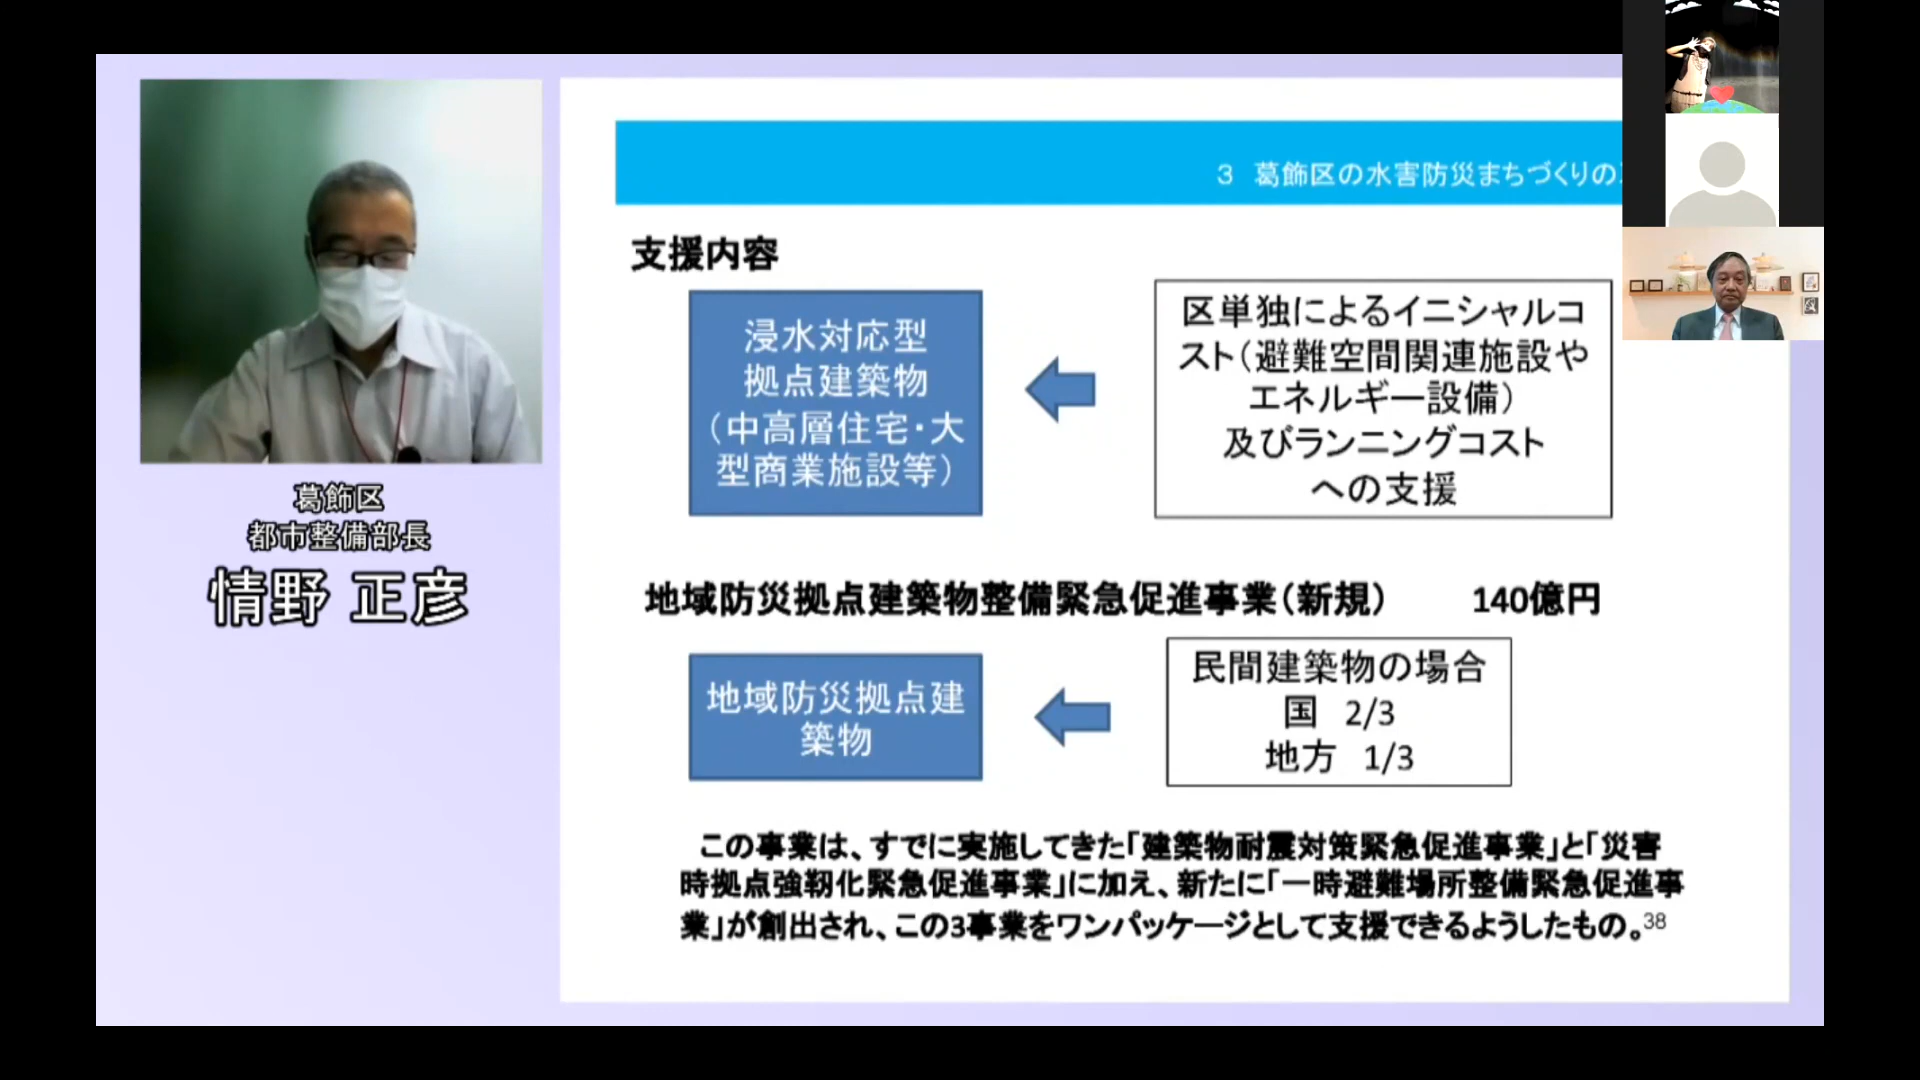 3 葛飾区の水害防災まちづくりの
支援内容
浸水対応型
拠点建築物
（中高層住宅・大
型商業施設等）
区単独によるイニシャルコ
スト（避難空間関連施設や
エネルギー設備）
及びランニングコスト
への支援
葛飾区
都市整備部長
情野 正彦
地域防災拠点建築物整備緊急促進事業（新規） 140億円
地域防災拠点建
築物
民間建築物の場合
国 2/3
地方 1/3
この事業は、すでに実施してきた「建築物耐震対策緊急促進事業」と「災害
時拠点強靭化緊急促進事業」に加え、新たに「一時避難場所整備緊急促進事
業」が創出され、この3事業をワンパッケージとして支援できるようしたもの。
38